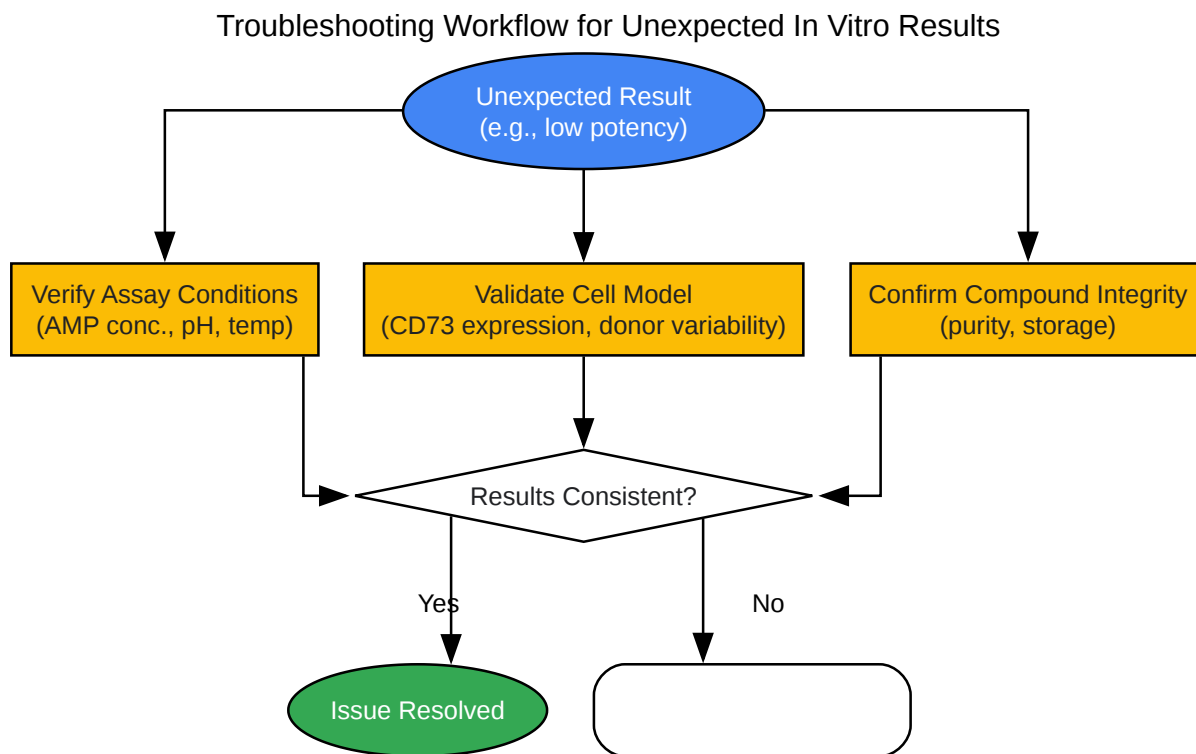 Troubleshooting Workflow for Unexpected In Vitro Results
Unexpected Result
(e.g., low potency)
Verify Assay Conditions
(AMP conc., pH, temp)
Validate Cell Model
(CD73 expression, donor variability)
Confirm Compound Integrity
(purity, storage)
Results Consistent?
Yes
No
Issue Resolved